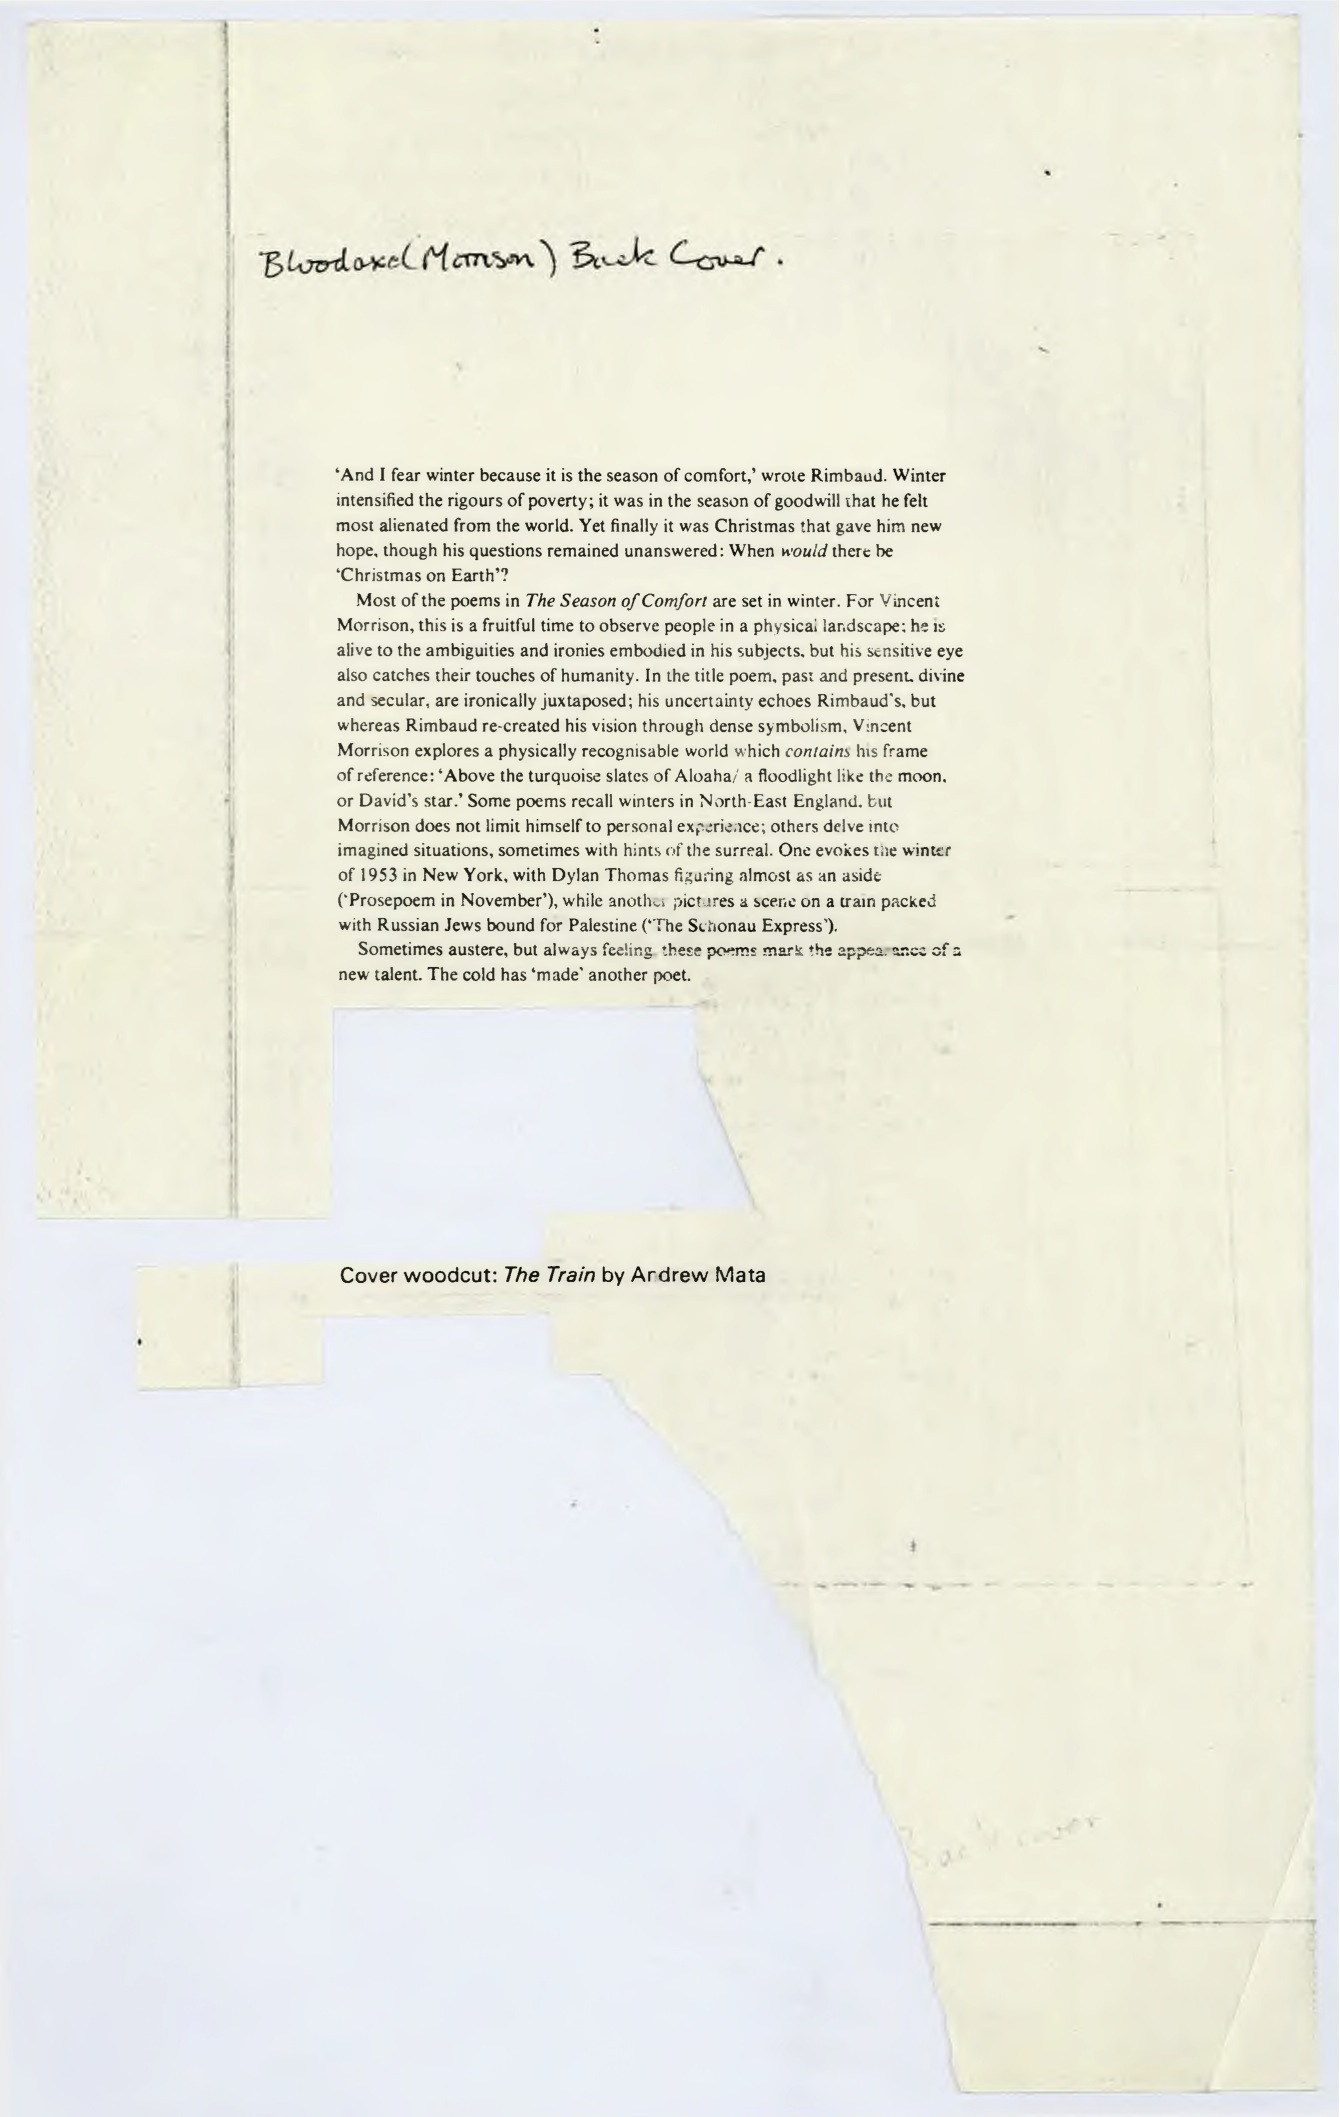 Bloodaxe (Morrison) Back Cover.
‘And I fear winter because it is the season of comfort,’ wrote Rimbaud. Winter
intensified the rigours of poverty; it was in the season of goodwill that he felt
most alienated from the world. Yet finally it was Christmas that gave him new
hope, though his questions remained unanswered: When would there be
‘Christmas on Earth’?
Most of the poems in The Season of Comfort are set in winter. For Vincent
Morrison, this is a fruitful time to observe people in a physical landscape; he is
alive to the ambiguities and ironies embodied in his subjects, but his sensitive eye
also catches their touches of humanity. In the title poem, past and present, divine
and secular, are ironically juxtaposed; his uncertainty echoes Rimbaud's, but
whereas Rimbaud re-created his vision through dense symbolism, Vincent
Morrison explores a physically recognisable world which contains his frame
of reference: ‘Above the turquoise slates of Aloaha/ a floodlight like the moon,
or David's star.’ Some poems recall winters in North-East England, but
Morrison does not limit himself to personal experience; others delve into
imagined situations, sometimes with hints of the surreal. One evokes the winter
of 1953 in New York, with Dylan Thomas figuring almost as an aside
(‘Prosepoem in November’), while another pictures a scene on a train packed
with Russian Jews bound for Palestine (‘The Schonau Express’).
Sometimes austere, but always feeling, these poems mark the appearance of a
new talent. The cold has ‘made’ another poet.
Cover woodcut: The Train by Andrew Mata
Back cover